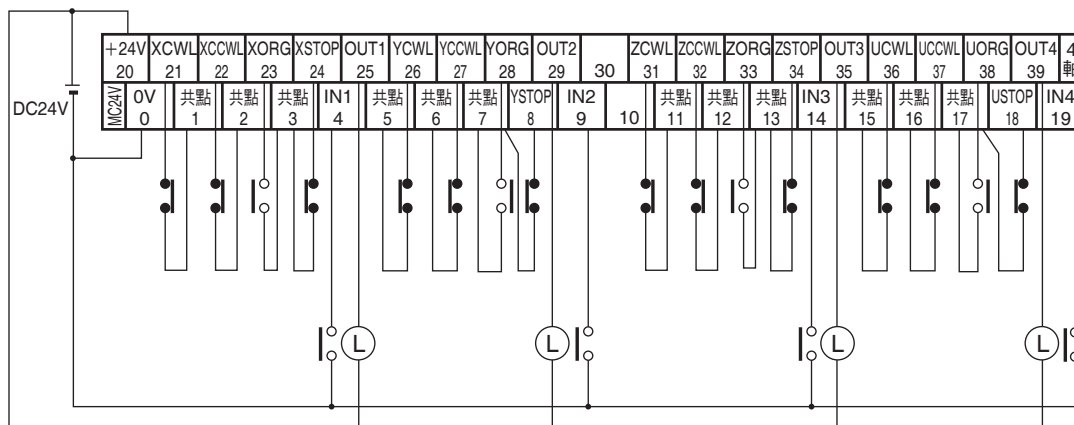 +24V XCWL XCCWL XORG XSTOP OUT1 YCWL YCCWL YORG OUT2 ZCWL ZCCWL ZORG ZSTOP OUT3 UCWL UCCWL UORG OUT4 4
20 21 22 23 24 25 26 27 28 29 30 31 32 33 34 35 36 37 38 39 軸
MC24V 0V 共點 共點 共點 IN1 共點 共點 共點 YSTOP IN2 共點 共點 共點 IN3 共點 共點 共點 USTOP IN4
0 1 2 3 4 5 6 7 8 9 10 11 12 13 14 15 16 17 18 19
DC24V
L L L L